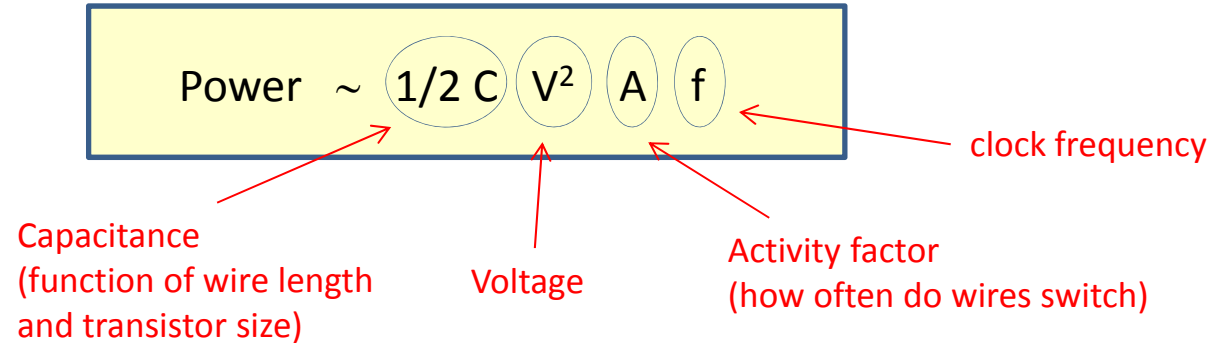 Power ~ 1/2 C V² A f
clock frequency
Capacitance
(function of wire length
and transistor size)
Voltage
Activity factor
(how often do wires switch)